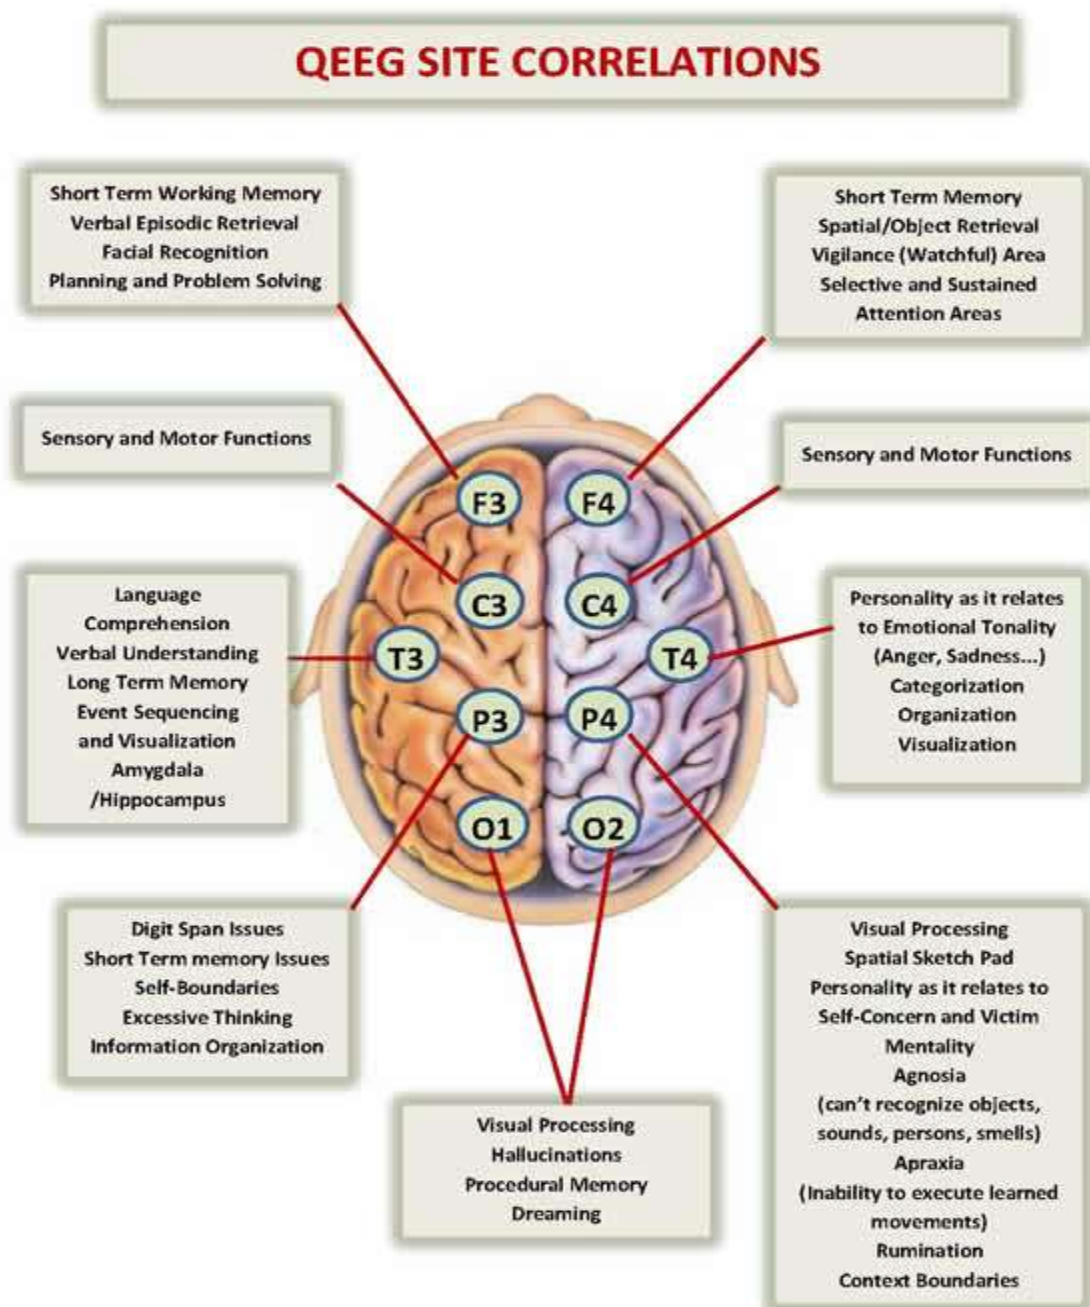 QEEG SITE CORRELATIONS
Short Term Working Memory
Verbal Episodic Retrieval
Facial Recognition
Planning and Problem Solving
Short Term Memory
Spatial/Object Retrieval
Vigilance (Watchful) Area
Selective and Sustained
Attention Areas
Sensory and Motor Functions
Sensory and Motor Functions
F3
F4
C3
C4
T3
T4
P3
P4
O1
O2
Language
Comprehension
Verbal Understanding
Long Term Memory
Event Sequencing
and Visualization
Amygdala
/Hippocampus
Personality as it relates
to Emotional Tonality
(Anger, Sadness...)
Categorization
Organization
Visualization
Digit Span Issues
Short Term memory Issues
Self-Boundaries
Excessive Thinking
Information Organization
Visual Processing
Hallucinations
Procedural Memory
Dreaming
Visual Processing
Spatial Sketch Pad
Personality as it relates to
Self-Concern and Victim
Mentality
Agnosia
(can't recognize objects,
sounds, persons, smells)
Apraxia
(Inability to execute learned
movements)
Rumination
Context Boundaries